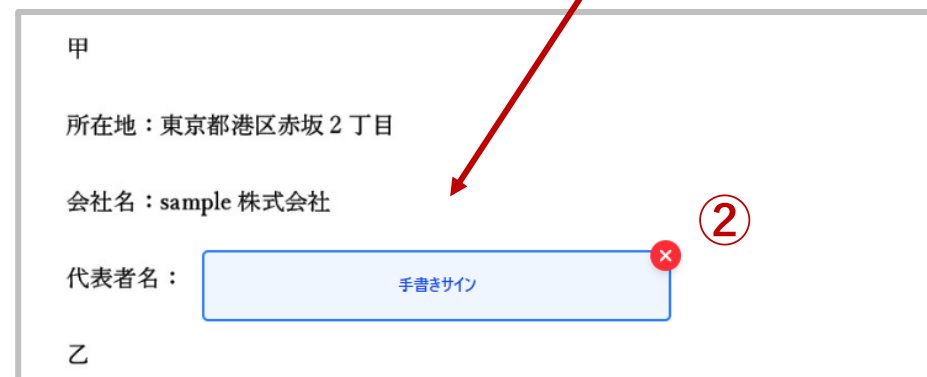 甲
所在地：東京都港区赤坂２丁目
会社名：sample 株式会社
②
代表者名：
手書きサイン
乙